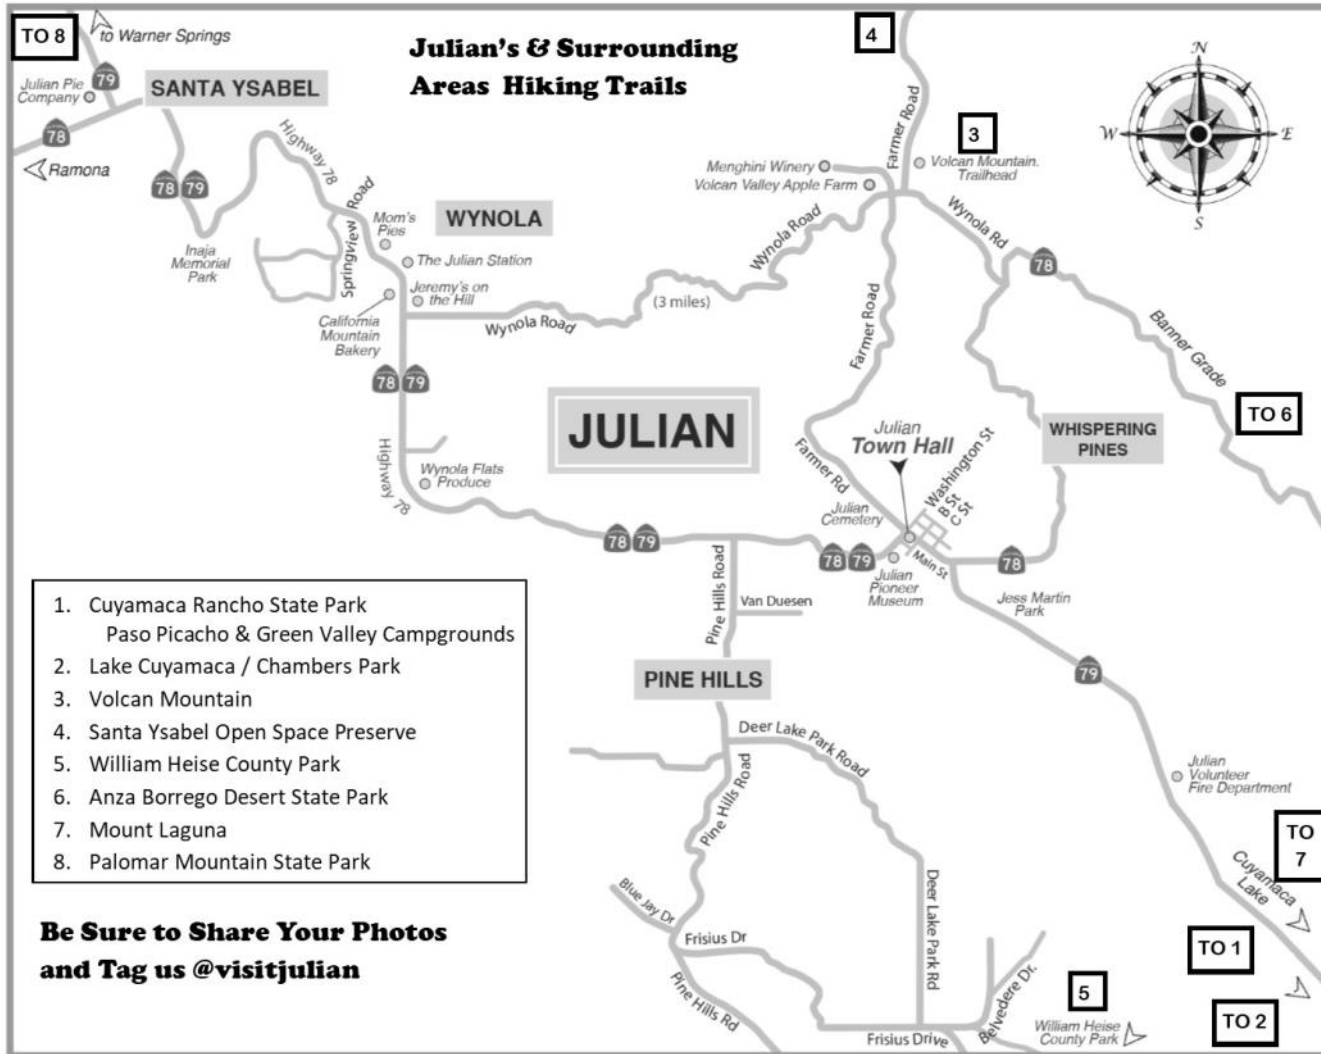 TO 8
to Warner Springs
Julian Pie
Company
79
SANTA YSABEL
78
Ramona
78 79
Inaja
Memorial
Park
Highway 78
Springview Road
Julian's & Surrounding
Areas Hiking Trails
4
Farmer Road
3
Volcan Mountain.
Trailhead
Menghini Winery
Volcan Valley Apple Farm
N
W
E
S
WYNOLA
Mom's
Pies
The Julian Station
Jeremy's on
the Hill
California
Mountain
Bakery
Wynola Road
(3 miles)
Wynola Road
Wynola Rd
78
Banner Grade
TO 6
78 79
Highway 78
Wynola Flats
Produce
JULIAN
Farmer Road
Farmer Rd
Julian
Town Hall
Washington St
B St
C St
WHISPERING
PINES
Julian
Cemetery
78 79
78 79
Main St
78
Julian
Pioneer
Museum
Jess Martin
Park
79
Pine Hills Road
Van Duesen
PINE HILLS
Deer Lake Park Road
Pine Hills Road
Julian
Volunteer
Fire Department
1. Cuyamaca Rancho State Park
Paso Picacho & Green Valley Campgrounds
2. Lake Cuyamaca / Chambers Park
3. Volcan Mountain
4. Santa Ysabel Open Space Preserve
5. William Heise County Park
6. Anza Borrego Desert State Park
7. Mount Laguna
8. Palomar Mountain State Park
TO
7
Cuyamaca
Lake
Blue Jay Dr
Frisius Dr
Deer Lake Park Rd
Pine Hills Rd
Frisius Drive
Belvedere Dr.
5
William Heise
County Park
TO 1
TO 2
Be Sure to Share Your Photos
and Tag us @visitjulian